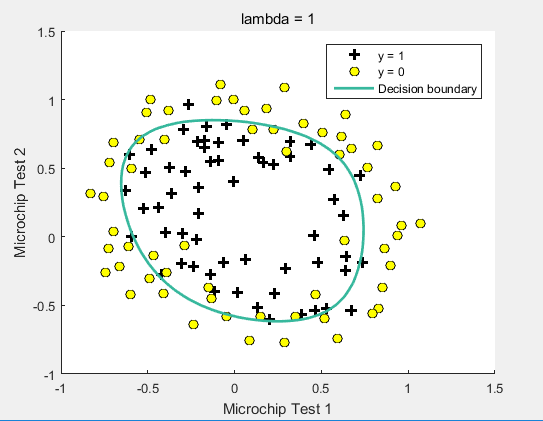 lambda = 1
y = 1
y = 0
Decision boundary
1.5
1
0.5
0
-0.5
-1
Microchip Test 2
-1
-0.5
0
0.5
1
1.5
Microchip Test 1